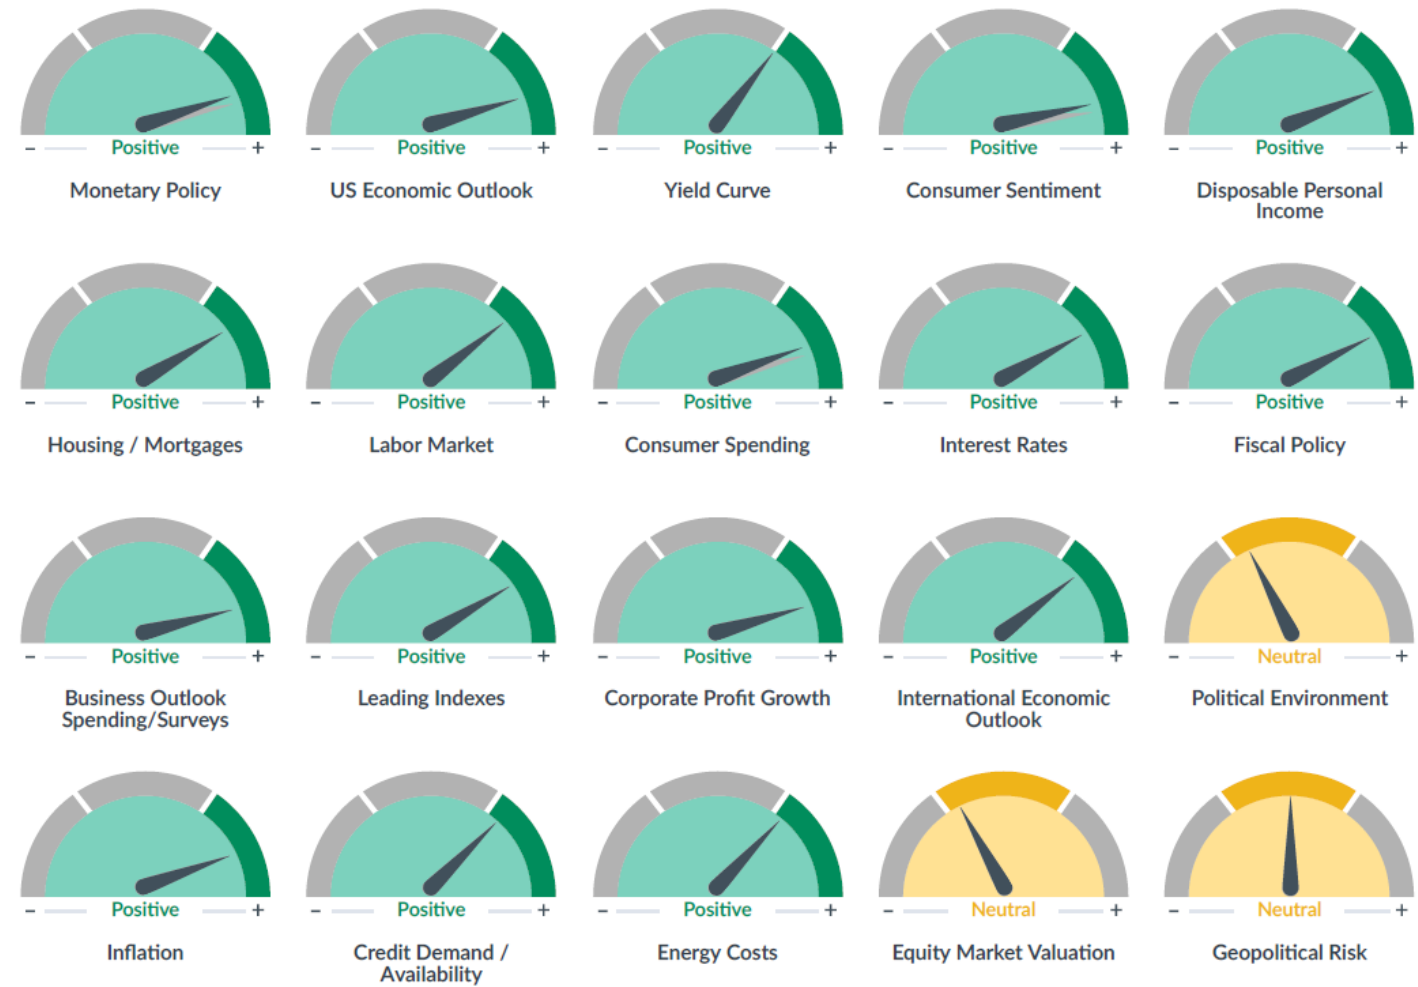 - Positive +
- Positive +
- Positive +
- Positive +
- Positive +
Monetary Policy
US Economic Outlook
Yield Curve
Consumer Sentiment
Disposable Personal
Income
- Positive +
- Positive +
- Positive +
- Positive +
- Positive +
Housing / Mortgages
Labor Market
Consumer Spending
Interest Rates
Fiscal Policy
- Positive +
- Positive +
- Positive +
- Positive +
- Neutral +
Business Outlook
Spending/Surveys
Leading Indexes
Corporate Profit Growth
International Economic
Outlook
Political Environment
- Positive +
- Positive +
- Positive +
- Neutral +
- Neutral +
Inflation
Credit Demand /
Availability
Energy Costs
Equity Market Valuation
Geopolitical Risk